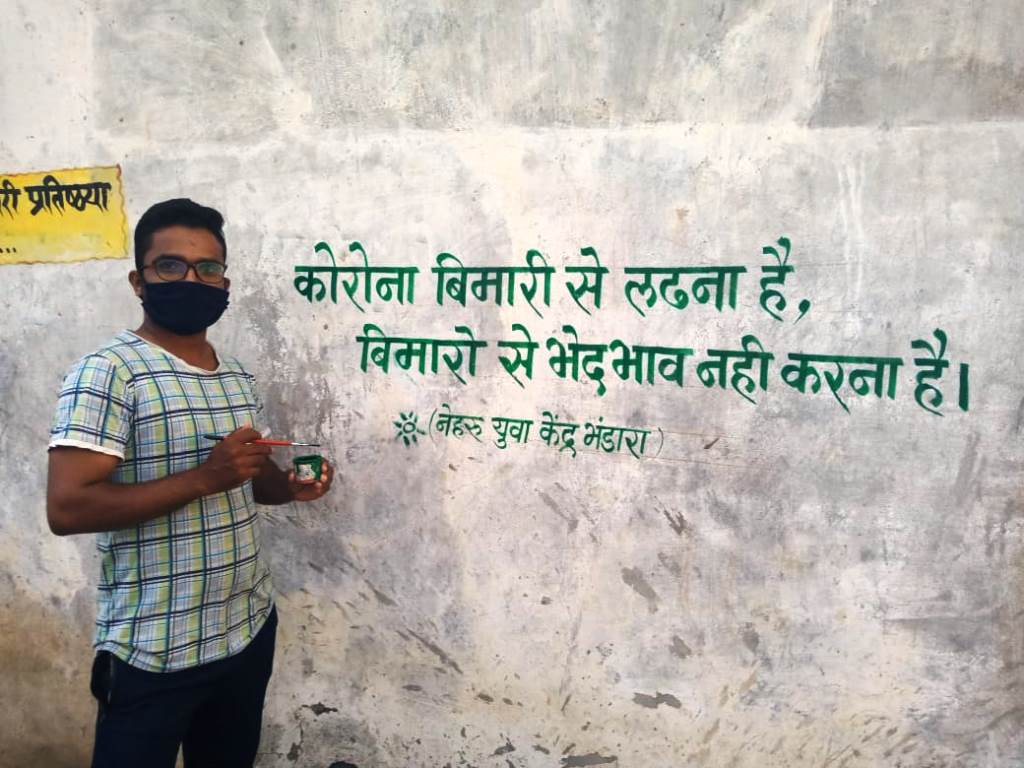 री प्रतिष्ठ्या
...
कोरोना बिमारी से लढना है,
बिमारो से भेदभाव नही करना है।
(नेहरु युवा केंद्र भंडारा)